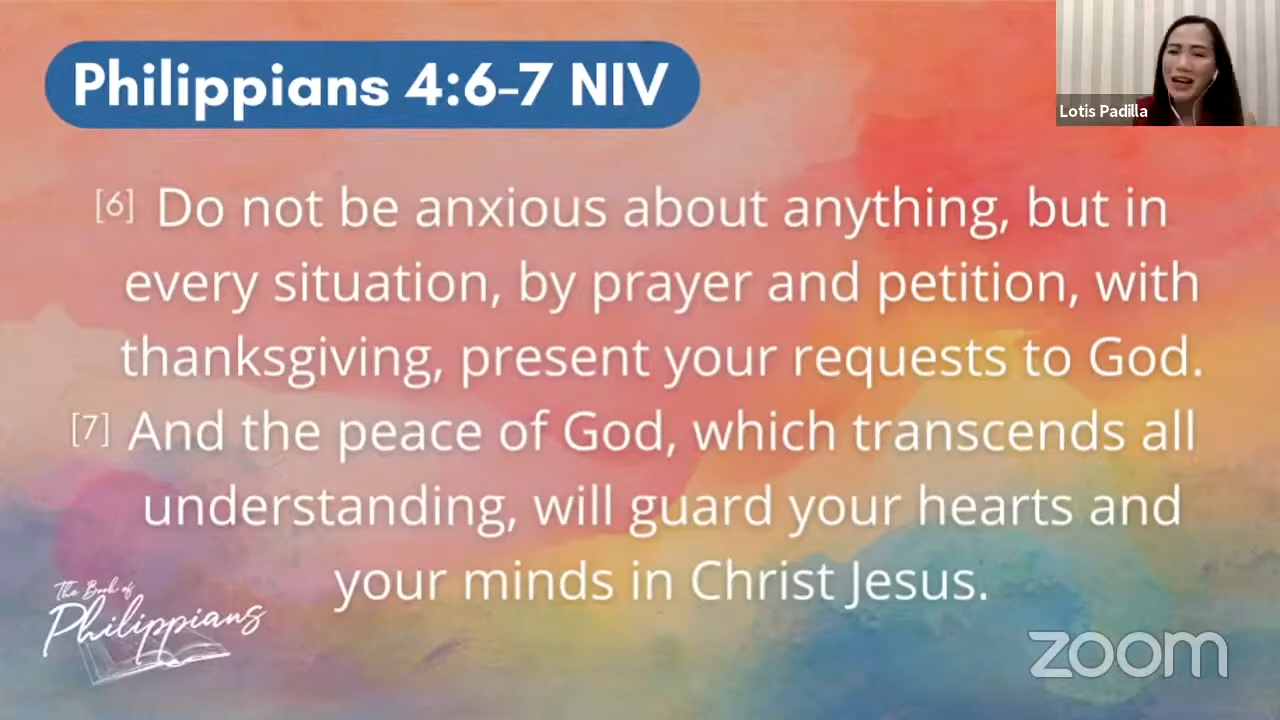 Philippians 4:6-7 NIV
Lotis Padilla
[6] Do not be anxious about anything, but in
every situation, by prayer and petition, with
thanksgiving, present your requests to God.
[7] And the peace of God, which transcends all
understanding, will guard your hearts and
your minds in Christ Jesus.
The Book of
Philippians
zoom